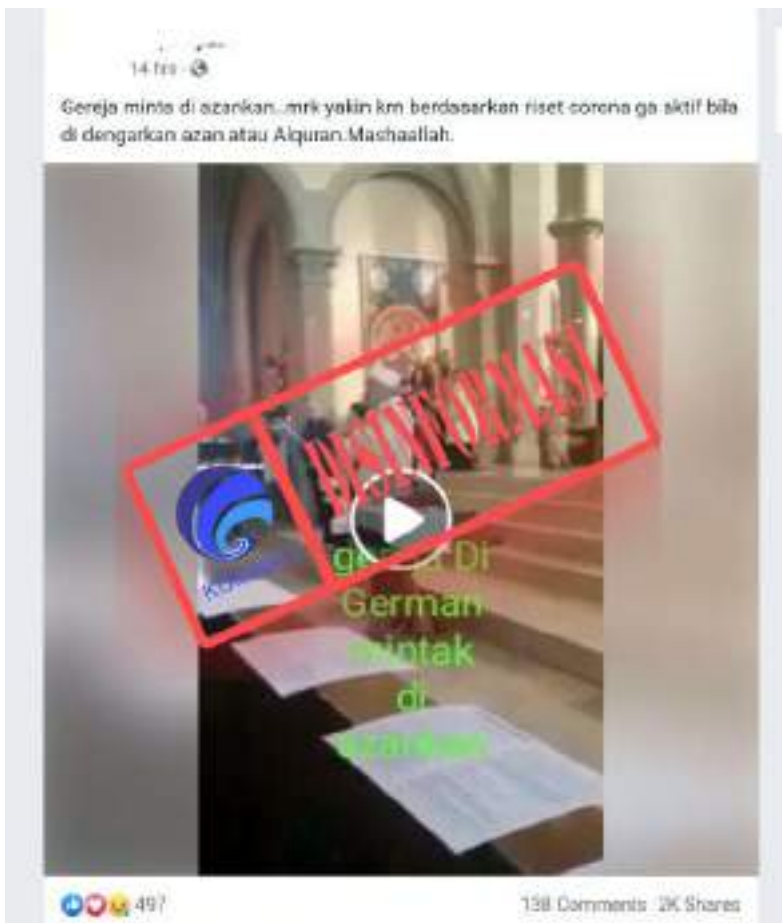 14 hrs
Gereja minta di azankan..mrk yakin krn berdasarkan riset corona ga aktif bila
di dengarkan azan atau Alquran.Mashaallah.
DISINFORMASI
Di
German
mintak
di
azankan
497
138 Comments 2K Shares